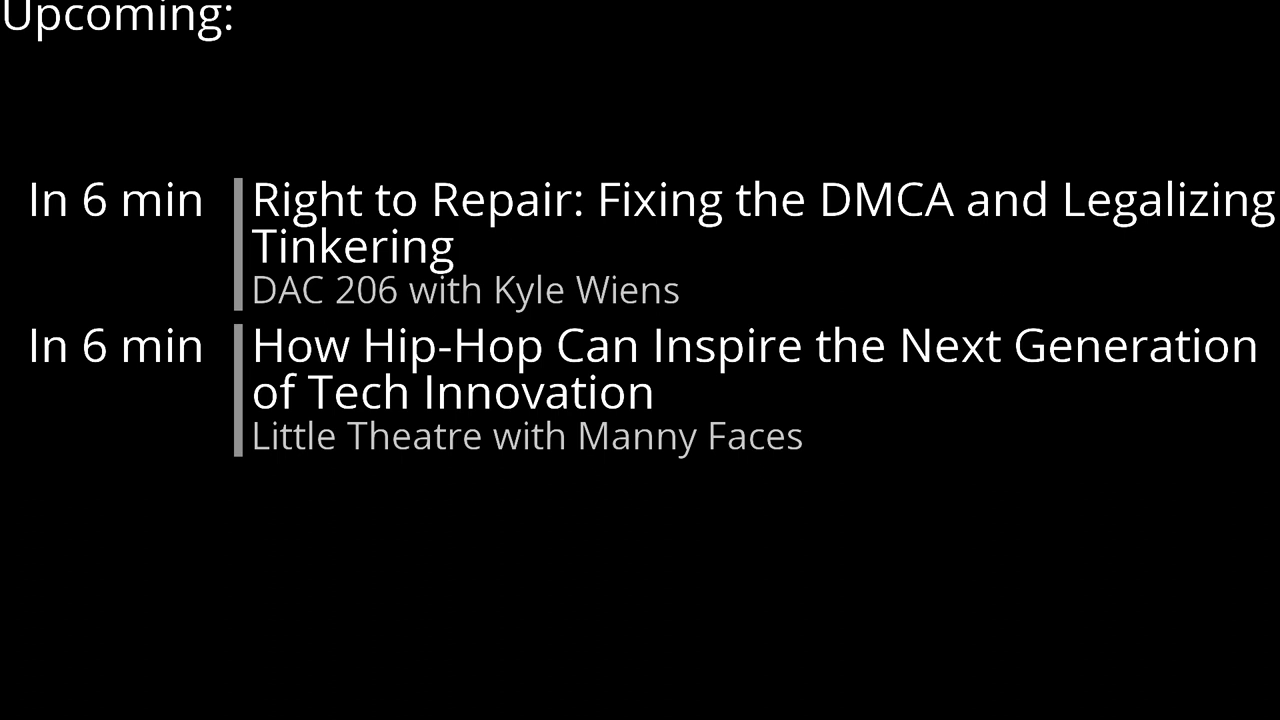 Upcoming:
In 6 min
Right to Repair: Fixing the DMCA and Legalizing
Tinkering
DAC 206 with Kyle Wiens
In 6 min
How Hip-Hop Can Inspire the Next Generation
of Tech Innovation
Little Theatre with Manny Faces